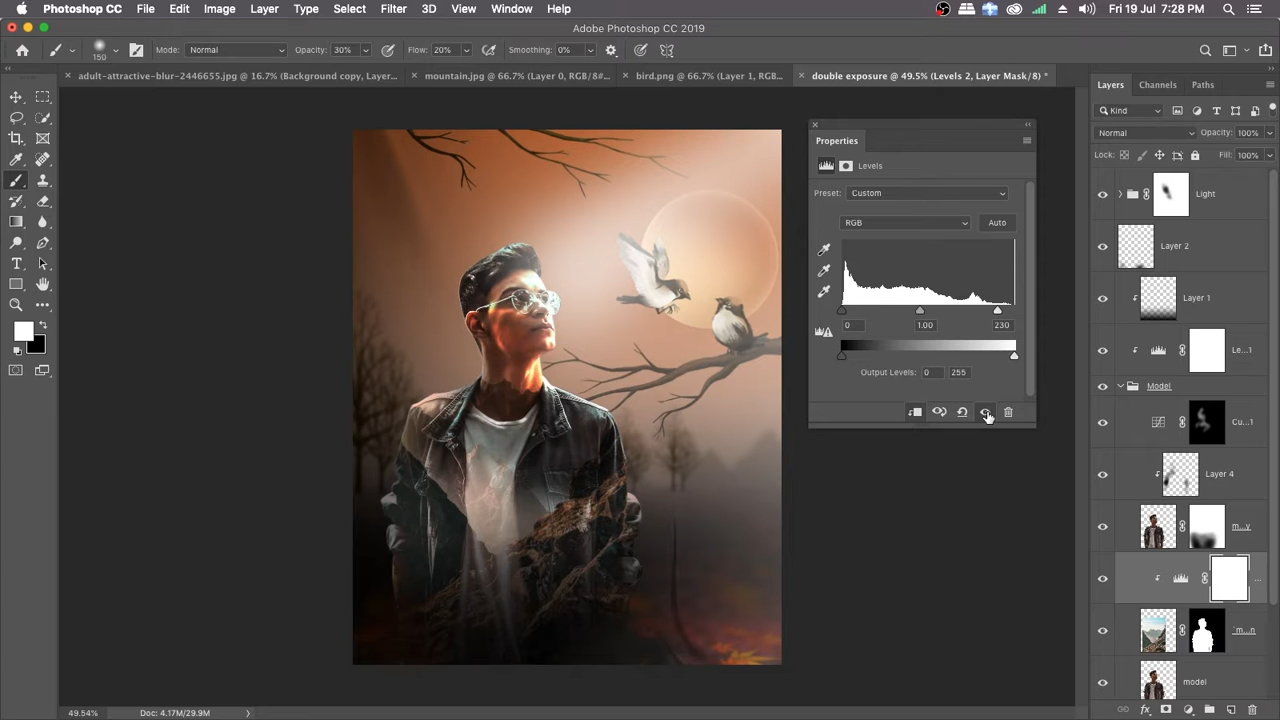 Photoshop CC File Edit Image Layer Type Select Filter 3D View Window Help Fri 19 Jul 7:28 PM
Adobe Photoshop CC 2019
150 Mode: Normal Opacity: 30% Flow: 20% Smoothing: 0%
adult-attractive-blur-2446655.jpg @ 16.7% (Background copy, Layer... mountain.jpg @ 66.7% (Layer 0, RGB/8#... bird.png @ 66.7% (Layer 1, RGB... double exposure @ 49.5% (Levels 2, Layer Mask/8) *
Layers Channels Paths
Kind
Normal Opacity: 100%
Lock: Fill: 100%
Properties
Levels
Preset: Custom
RGB Auto
0 1.00 230
Output Levels: 0 255
Light
Layer 2
Layer 1
Le...1
Model
Cu...1
Layer 4
m...y
...
`m...n
model
49.54% Doc: 4.17M/29.9M